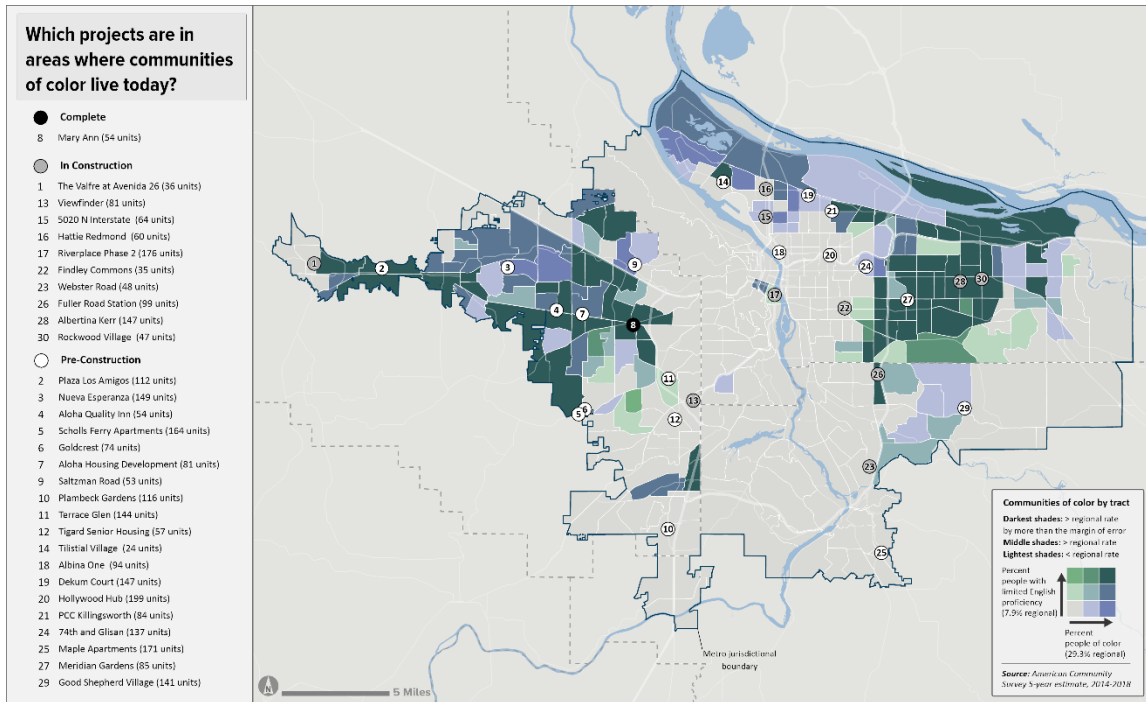 Which projects are in
areas where communities
of color live today?
Complete
8 Mary Ann (54 units)
In Construction
1 The Valfre at Avenida 26 (36 units)
13 Viewfinder (81 units)
15 5020 N Interstate (64 units)
16 Hattie Redmond (60 units)
17 Riverplace Phase 2 (176 units)
22 Findley Commons (35 units)
23 Webster Road (48 units)
26 Fuller Road Station (99 units)
28 Albertina Kerr (147 units)
30 Rockwood Village (47 units)
Pre-Construction
2 Plaza Los Amigos (112 units)
3 Nueva Esperanza (149 units)
4 Aloha Quality Inn (54 units)
5 Scholls Ferry Apartments (164 units)
6 Goldcrest (74 units)
7 Aloha Housing Development (81 units)
9 Saltzman Road (53 units)
10 Plambeck Gardens (116 units)
11 Terrace Glen (144 units)
12 Tigard Senior Housing (57 units)
14 Tilistial Village (24 units)
18 Albina One (94 units)
19 Dekum Court (147 units)
20 Hollywood Hub (199 units)
21 PCC Killingsworth (84 units)
24 74th and Glisan (137 units)
25 Maple Apartments (171 units)
27 Meridian Gardens (85 units)
29 Good Shepherd Village (141 units)
14
16
19
15
21
1
2
3
9
18
20
24
28
30
17
27
4
7
22
8
11
26
13
5
6
12
29
23
10
25
Metro jurisdictional
boundary
N
5 Miles
Communities of color by tract
Darkest shades: > regional rate
by more than the margin of error
Middle shades: > regional rate
Lightest shades: < regional rate
Percent
people with
limited English
proficiency
(7.9% regional)
Percent
people of color
(29.3% regional)
Source: American Community
Survey 5-year estimate, 2014-2018